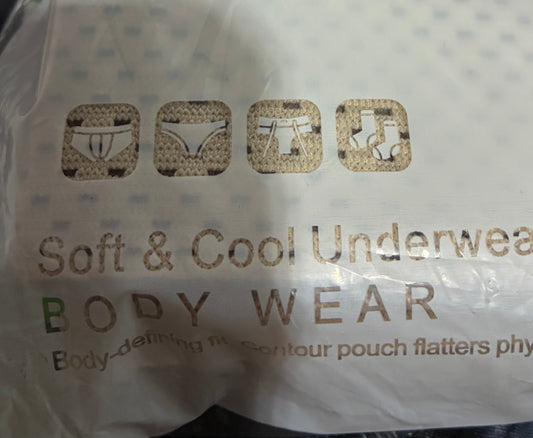 Soft & Cool Underwea
BODY WEAR
Body-defining fit, contour pouch flatters phy